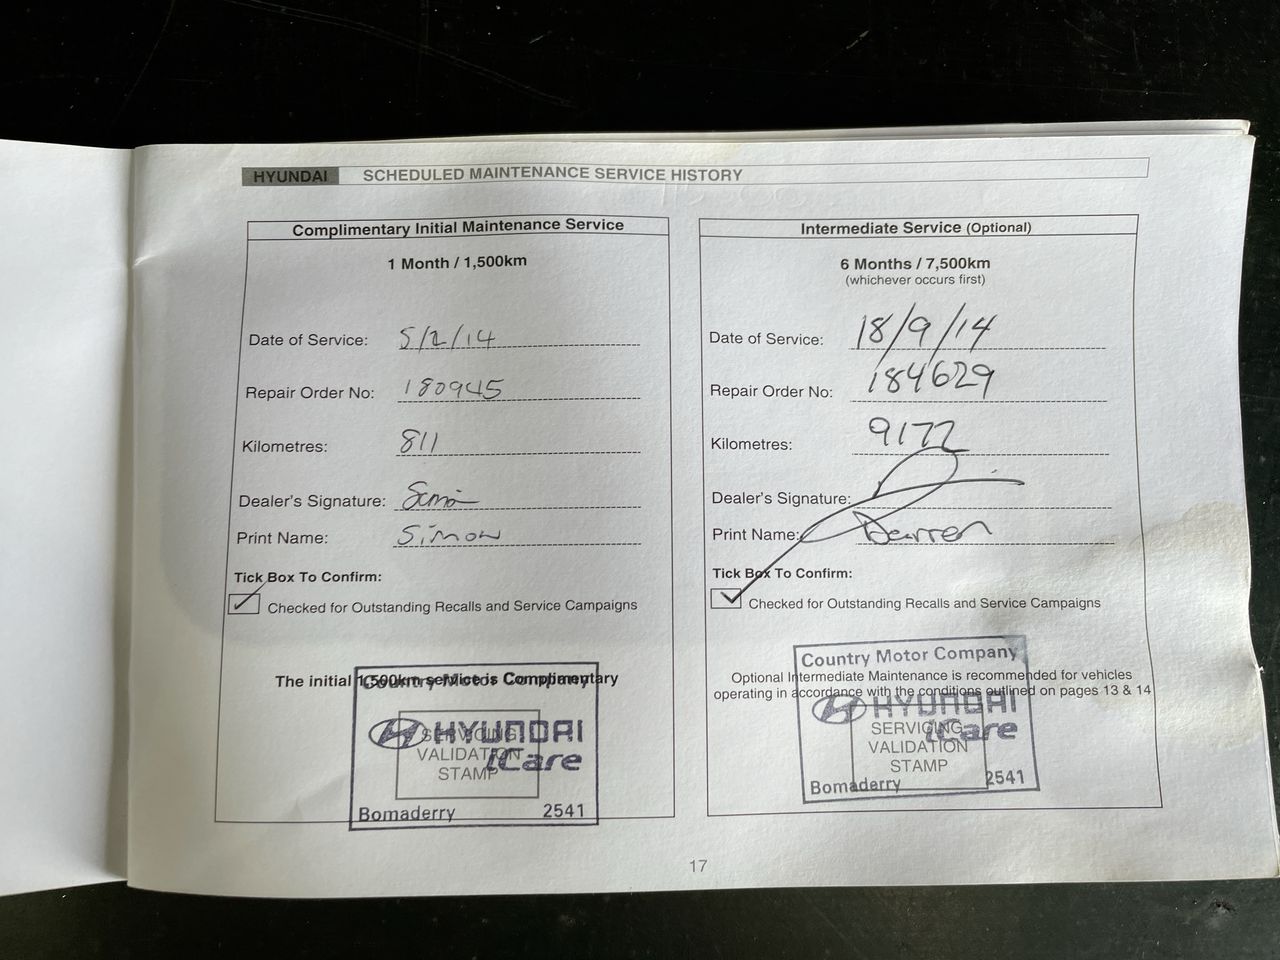 HYUNDAI SCHEDULED MAINTENANCE SERVICE HISTORY
Complimentary Initial Maintenance Service
1 Month / 1,500km
Date of Service: 5/2/14
Repair Order No: 180945
Kilometres: 811
Dealer's Signature: Simon
Print Name: Simon
Tick Box To Confirm:
Checked for Outstanding Recalls and Service Campaigns
The initial 1,500km service is Complimentary
Country Motor Company
HYUNDAI
iCare
SERVICING
VALIDATION
STAMP
Bomaderry 2541
Intermediate Service (Optional)
6 Months / 7,500km
(whichever occurs first)
Date of Service: 18/9/14
Repair Order No: 184629
Kilometres: 9172
Dealer's Signature:
Print Name: Darren
Tick Box To Confirm:
Checked for Outstanding Recalls and Service Campaigns
Country Motor Company
Optional Intermediate Maintenance is recommended for vehicles
operating in accordance with the conditions outlined on pages 13 & 14
HYUNDAI
iCare
SERVICING
VALIDATION
STAMP
Bomaderry 2541
17